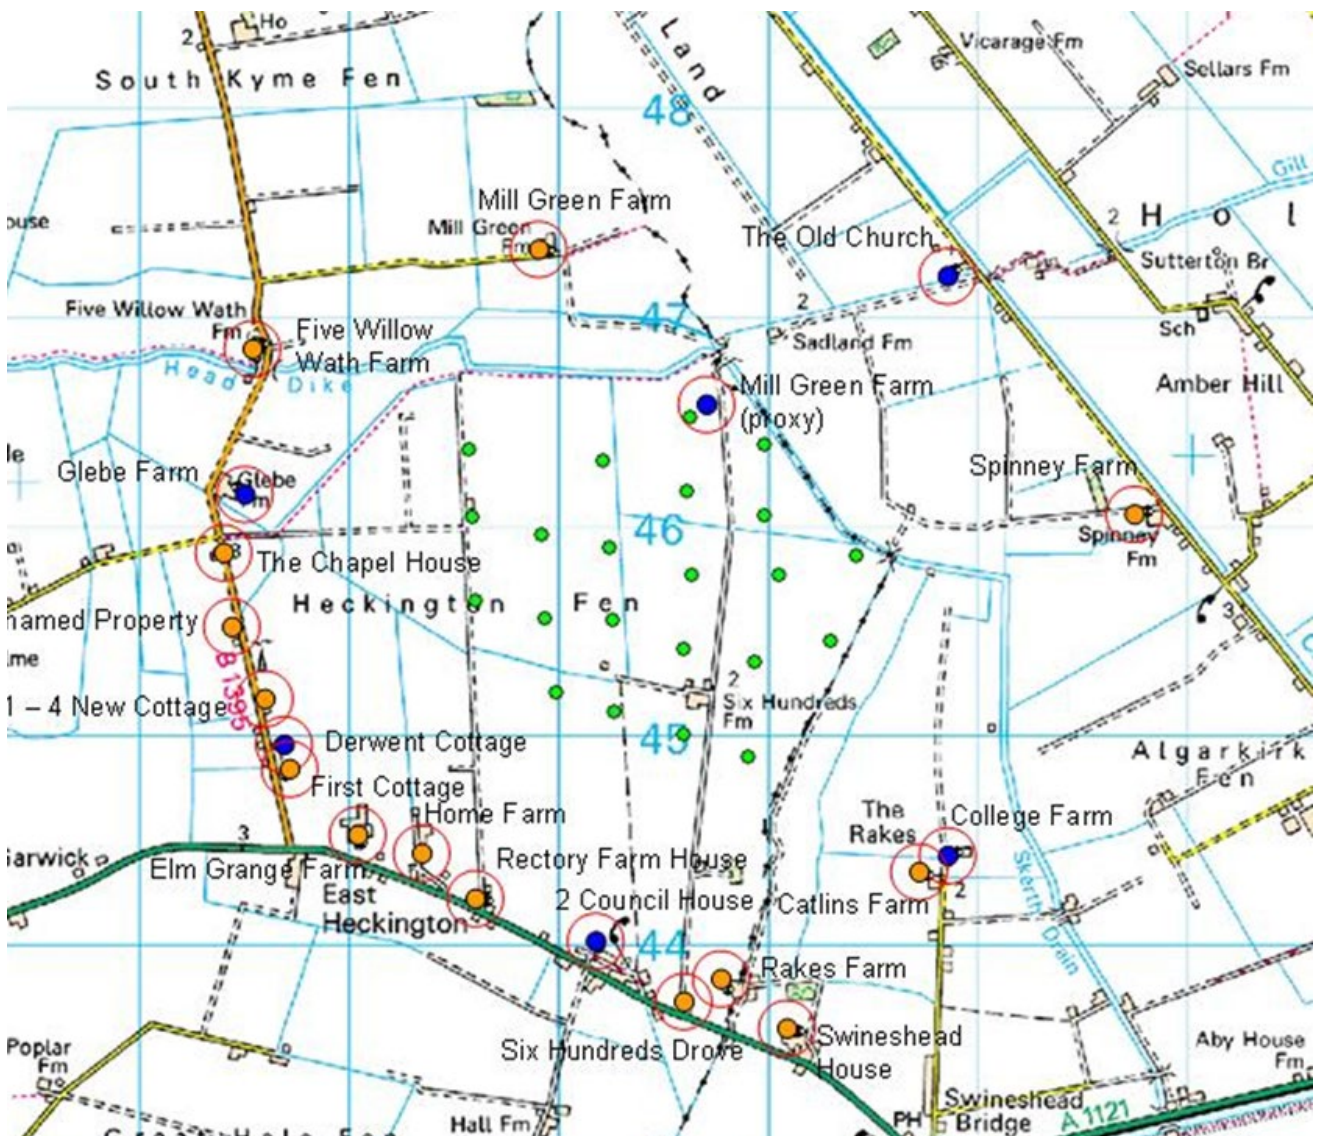 Ho
2
South Kyme Fen
Land
Vicarage Fm
Sellars Fm
48
Gill
ouse
Mill Green Farm
Mill Green
Fm
The Old Church
2
H o l
Sutterton Br
Five Willow Wath
Fm
Five Willow
Wath Farm
47
2
Sadland Fm
Sch
Head Dike
Mill Green Farm
(proxy)
Amber Hill
le
Glebe Farm
Glebe
Fm
Spinney Farm
46
Spinney
Fm
3
The Chapel House
Heckington Fen
3
named Property
me
B 1395
1 – 4 New Cottage
2
Six Hundreds
Fm
45
Derwent Cottage
First Cottage
Algarkirk
Fen
Home Farm
The
Rakes
College Farm
3
Garwick
Elm Grange Farm
Rectory Farm House
East
Heckington
2 Council House
Catlins Farm
2
Skerth Drain
44
Rakes Farm
Six Hundreds Drove
Swineshead
House
Poplar
Fm
Aby House
Fm
Hall Fm
PH
Swineshead
Bridge
A 1121